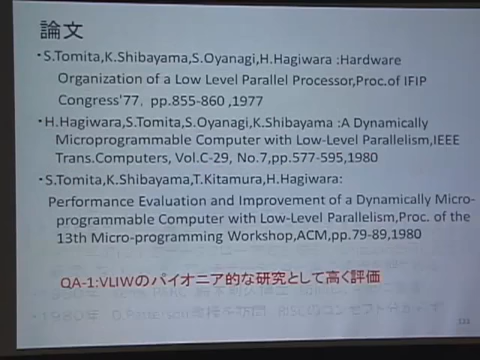 論文
・S.Tomita,K.Shibayama,S.Oyanagi,H.Hagiwara :Hardware
Organization of a Low Level Parallel Processor,Proc.of IFIP
Congress'77, pp.855-860 ,1977
・H.Hagiwara,S.Tomita,S.Oyanagi,K.Shibayama :A Dynamically
Microprogrammable Computer with Low-Level Parallelism,IEEE
Trans.Computers, Vol.C-29, No.7,pp.577-595,1980
・S.Tomita,K.Shibayama,T.Kitamura,H.Hagiwara:
Performance Evaluation and Improvement of a Dynamically Micro-
programmable Computer with Low-Level Parallelism,Proc. of the
13th Micro-programming Workshop,ACM,pp.79-89,1980
QA-1:VLIWのパイオニア的な研究として高く評価